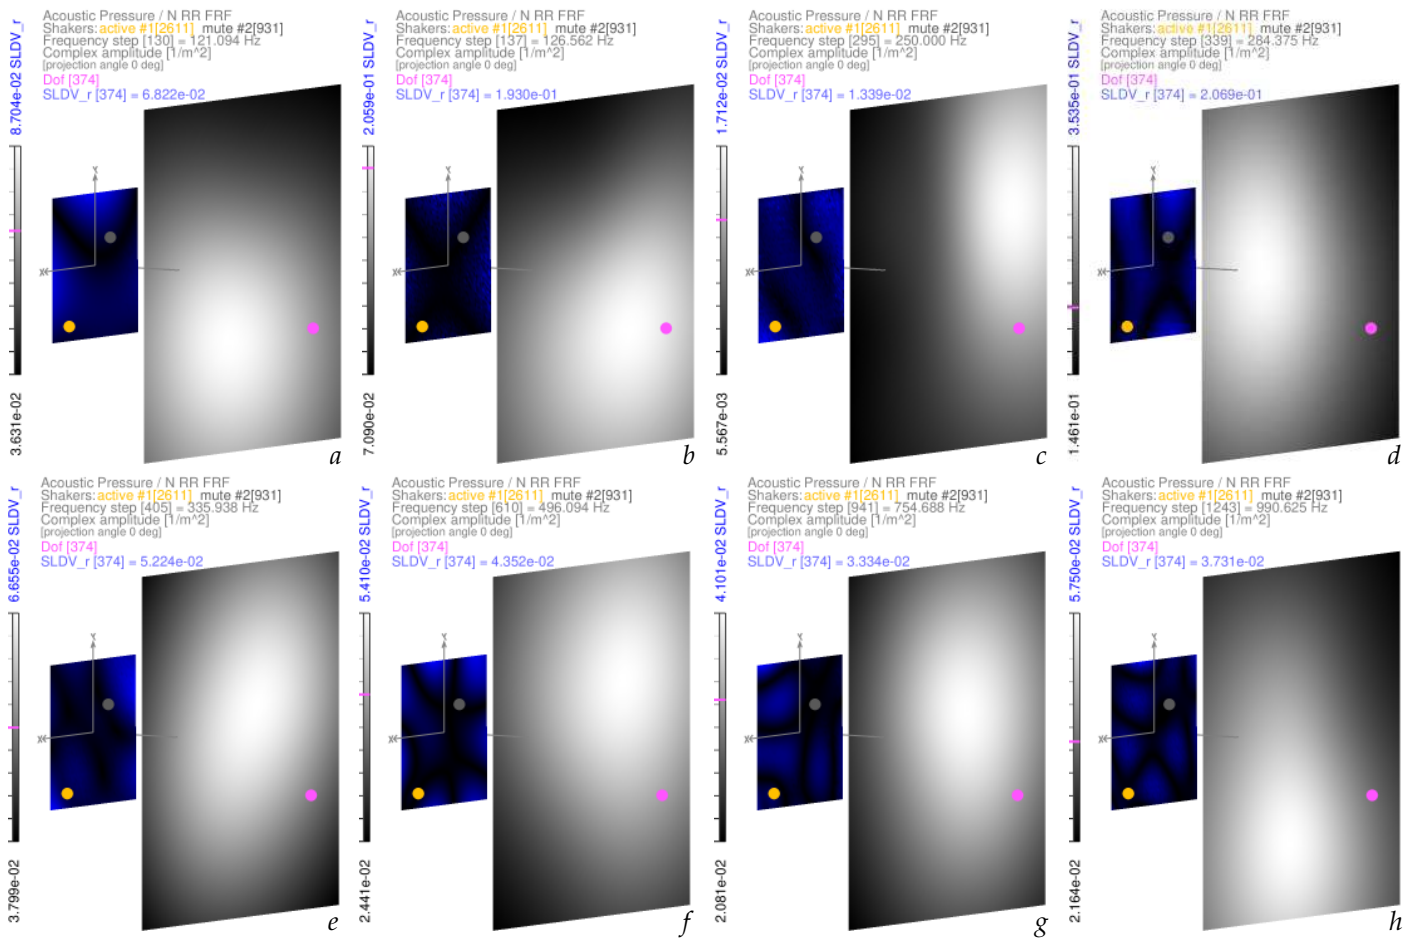 Acoustic Pressure / N RR FRF
Shakers: active #1[2611] mute #2[931]
Frequency step [130] = 121.094 Hz
Complex amplitude [1/m^2]
[projection angle 0 deg]
Dof [374]
SLDV_r [374] = 6.822e-02
8.704e-02 SLDV_r
3.631e-02
Y
X
a
Acoustic Pressure / N RR FRF
Shakers: active #1[2611] mute #2[931]
Frequency step [137] = 126.562 Hz
Complex amplitude [1/m^2]
[projection angle 0 deg]
Dof [374]
SLDV_r [374] = 1.930e-01
2.059e-01 SLDV_r
7.090e-02
Y
X
b
Acoustic Pressure / N RR FRF
Shakers: active #1[2611] mute #2[931]
Frequency step [295] = 250.000 Hz
Complex amplitude [1/m^2]
[projection angle 0 deg]
Dof [374]
SLDV_r [374] = 1.339e-02
1.712e-02 SLDV_r
5.567e-03
Y
X
c
Acoustic Pressure / N RR FRF
Shakers: active #1[2611] mute #2[931]
Frequency step [339] = 284.375 Hz
Complex amplitude [1/m^2]
[projection angle 0 deg]
Dof [374]
SLDV_r [374] = 2.069e-01
3.535e-01 SLDV_r
1.461e-01
Y
X
d
Acoustic Pressure / N RR FRF
Shakers: active #1[2611] mute #2[931]
Frequency step [405] = 335.938 Hz
Complex amplitude [1/m^2]
[projection angle 0 deg]
Dof [374]
SLDV_r [374] = 5.224e-02
6.655e-02 SLDV_r
3.799e-02
Y
X
e
Acoustic Pressure / N RR FRF
Shakers: active #1[2611] mute #2[931]
Frequency step [610] = 496.094 Hz
Complex amplitude [1/m^2]
[projection angle 0 deg]
Dof [374]
SLDV_r [374] = 4.352e-02
5.410e-02 SLDV_r
2.441e-02
Y
X
f
Acoustic Pressure / N RR FRF
Shakers: active #1[2611] mute #2[931]
Frequency step [941] = 754.688 Hz
Complex amplitude [1/m^2]
[projection angle 0 deg]
Dof [374]
SLDV_r [374] = 3.334e-02
4.101e-02 SLDV_r
2.081e-02
Y
X
g
Acoustic Pressure / N RR FRF
Shakers: active #1[2611] mute #2[931]
Frequency step [1243] = 990.625 Hz
Complex amplitude [1/m^2]
[projection angle 0 deg]
Dof [374]
SLDV_r [374] = 3.731e-02
5.750e-02 SLDV_r
2.164e-02
Y
X
h